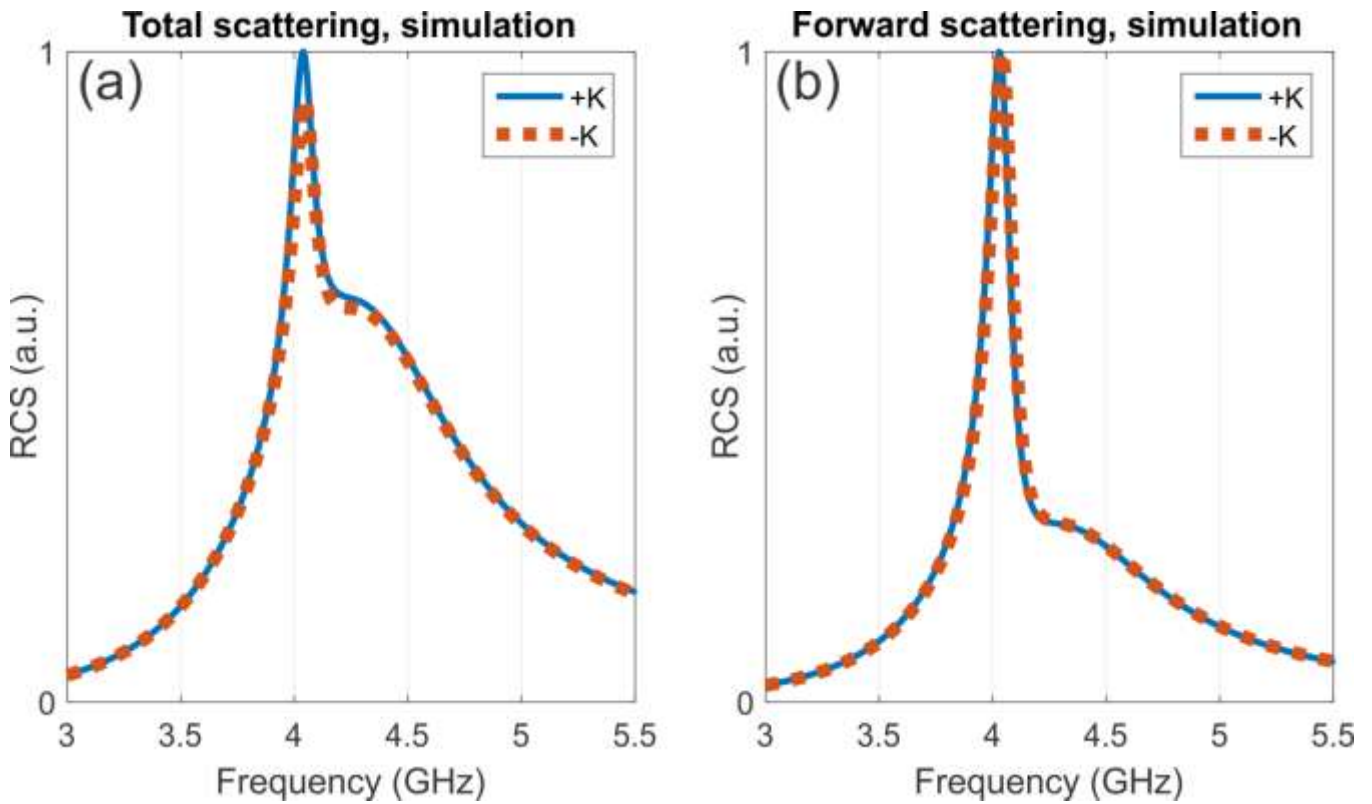 Total scattering, simulation
(a)
+K
-K
1
0
RCS (a.u.)
3 3.5 4 4.5 5 5.5
Frequency (GHz)
Forward scattering, simulation
(b)
+K
-K
1
0
RCS (a.u.)
3 3.5 4 4.5 5 5.5
Frequency (GHz)